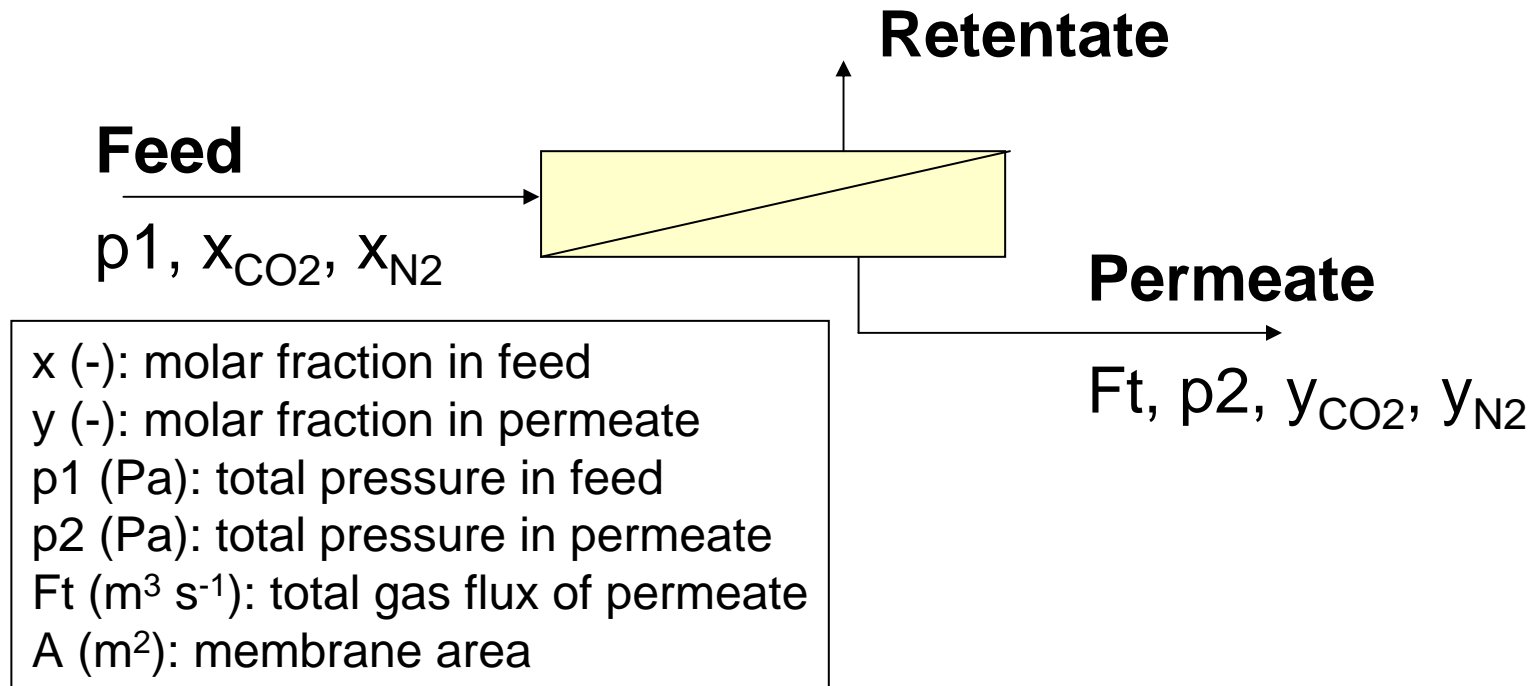 Retentate
Feed
p1, x_CO2, x_N2
Permeate
Ft, p2, y_CO2, y_N2
x (-): molar fraction in feed
y (-): molar fraction in permeate
p1 (Pa): total pressure in feed
p2 (Pa): total pressure in permeate
Ft (m³ s⁻¹): total gas flux of permeate
A (m²): membrane area